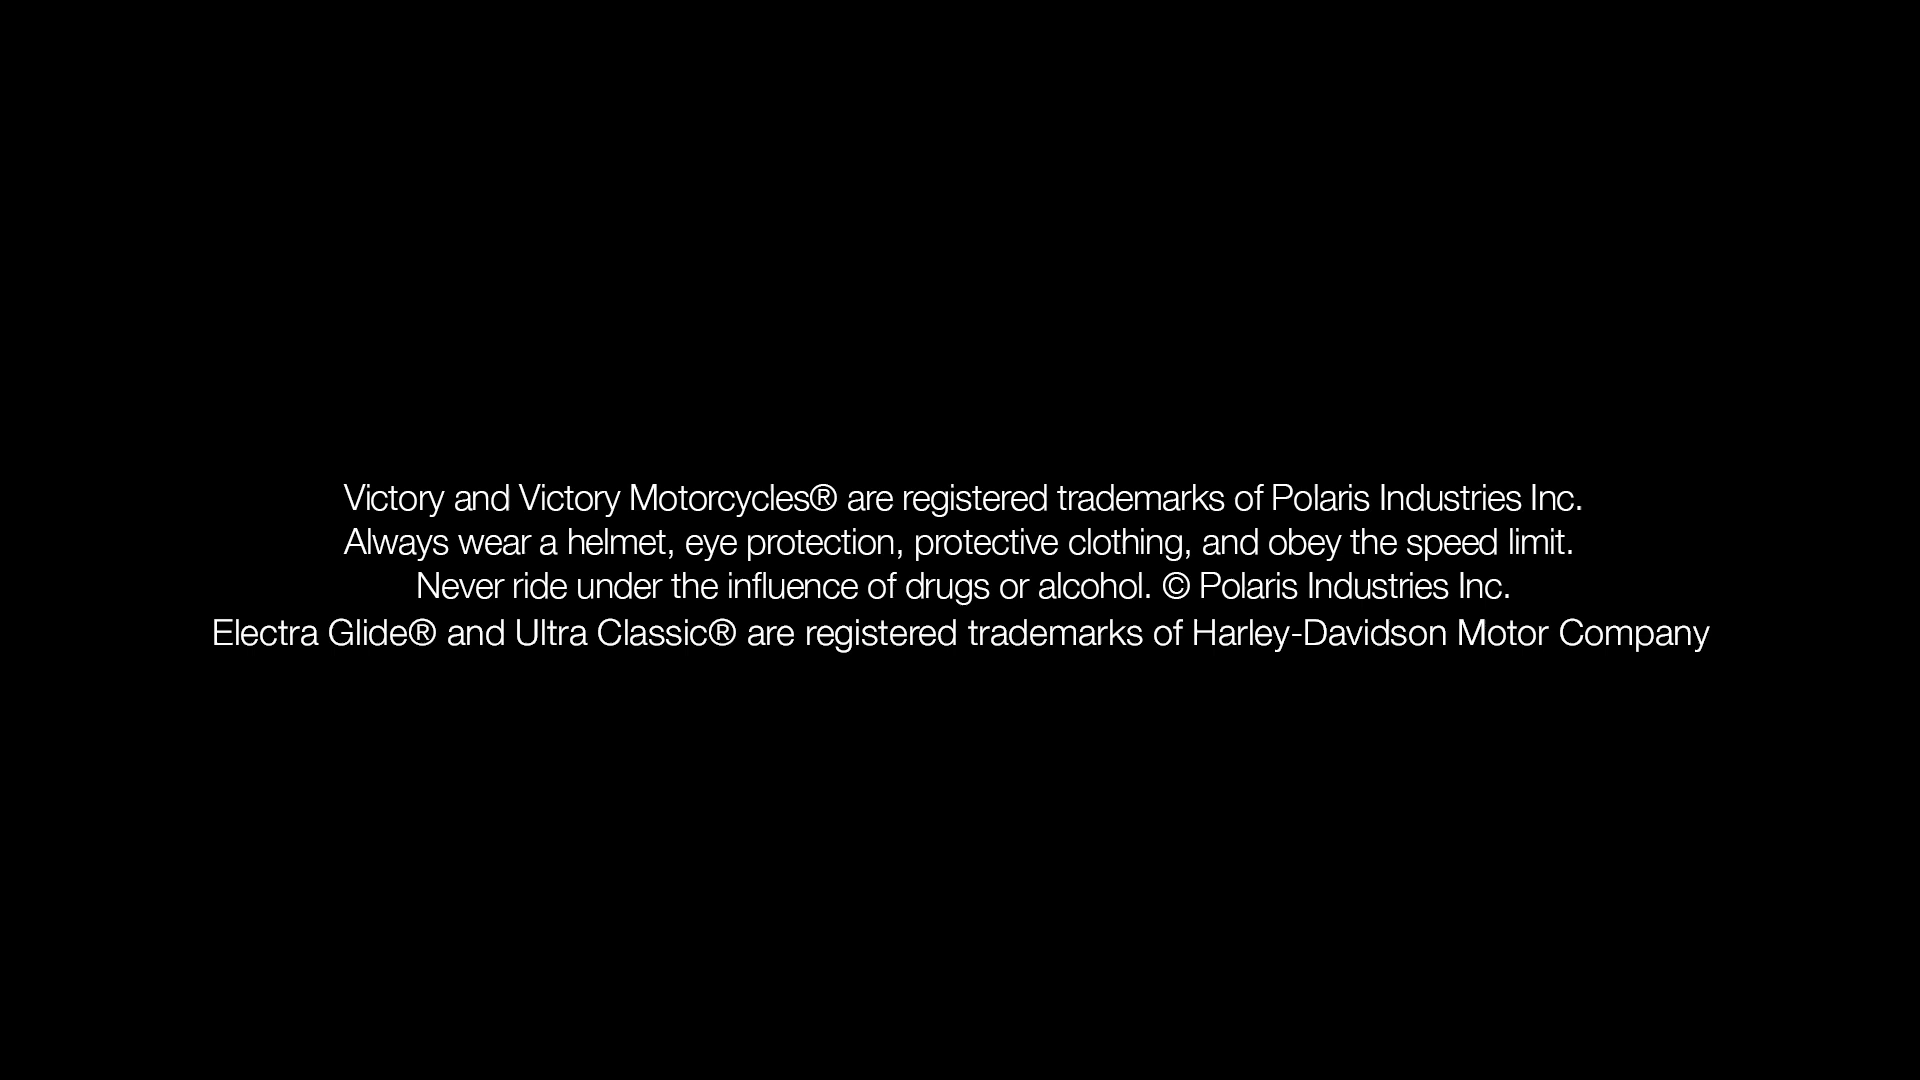 Victory and Victory Motorcycles® are registered trademarks of Polaris Industries Inc.
Always wear a helmet, eye protection, protective clothing, and obey the speed limit.
Never ride under the influence of drugs or alcohol. © Polaris Industries Inc.
Electra Glide® and Ultra Classic® are registered trademarks of Harley-Davidson Motor Company